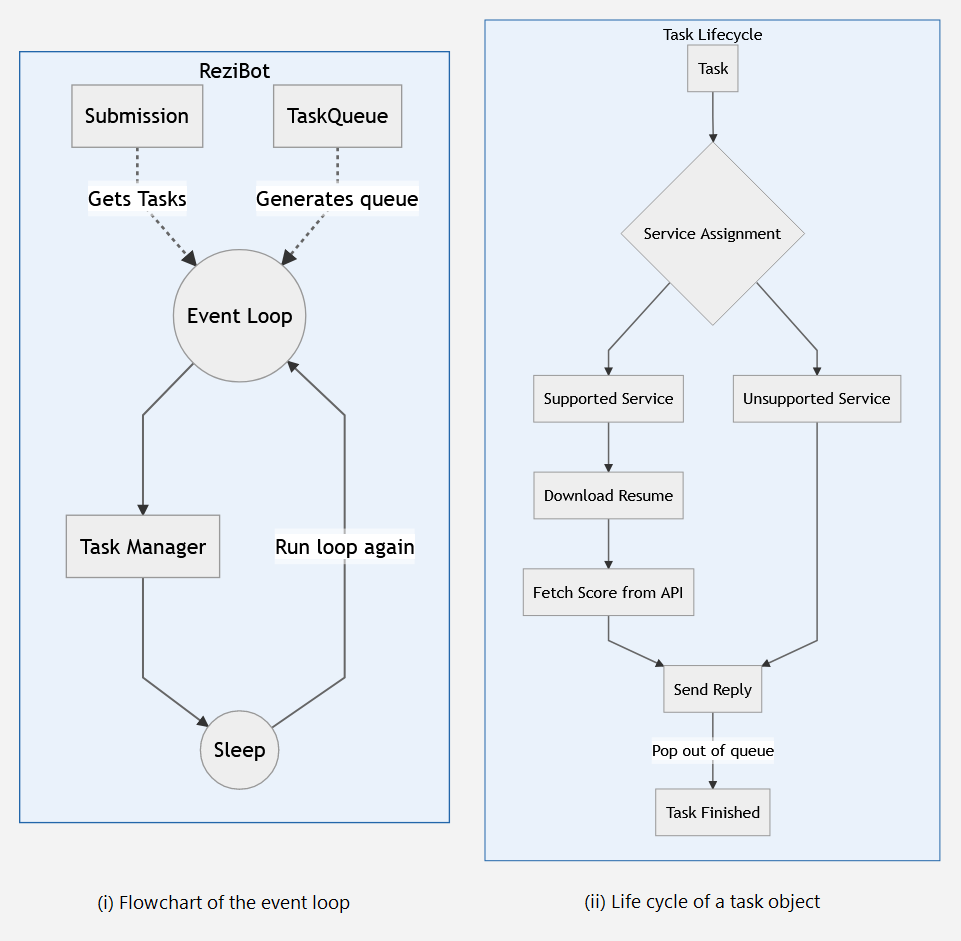 ReziBot
Submission
TaskQueue
Gets Tasks
Generates queue
Event Loop
Task Manager
Run loop again
Sleep
(i) Flowchart of the event loop
Task Lifecycle
Task
Service Assignment
Supported Service
Unsupported Service
Download Resume
Fetch Score from API
Send Reply
Pop out of queue
Task Finished
(ii) Life cycle of a task object